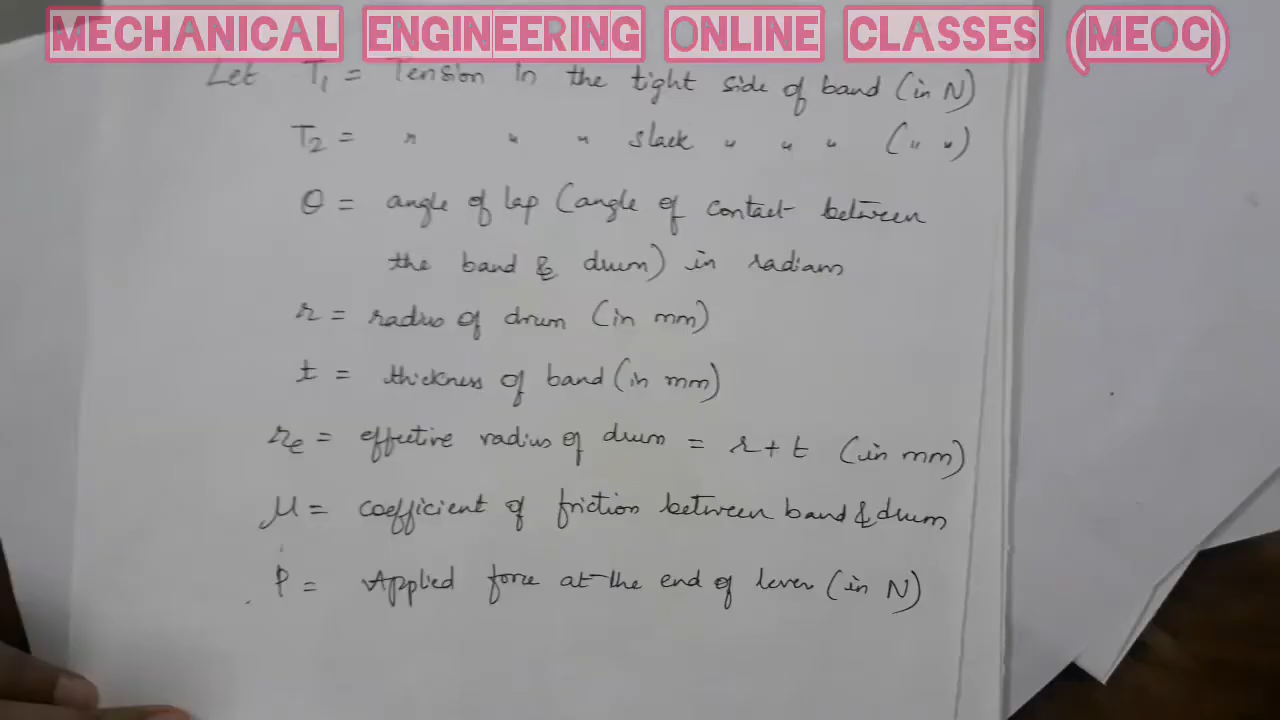 MECHANICAL ENGINEERING ONLINE CLASSES (MEOC)
Let T1 = Tension in the tight side of band (in N)
T2 = " " " slack " " " (" ")
θ = angle of lap (angle of contact between
the band & drum) in radians
r = radius of drum (in mm)
t = thickness of band (in mm)
re = effective radius of drum = r + t (in mm)
μ = coefficient of friction between band & drum
P = Applied force at the end of lever (in N)